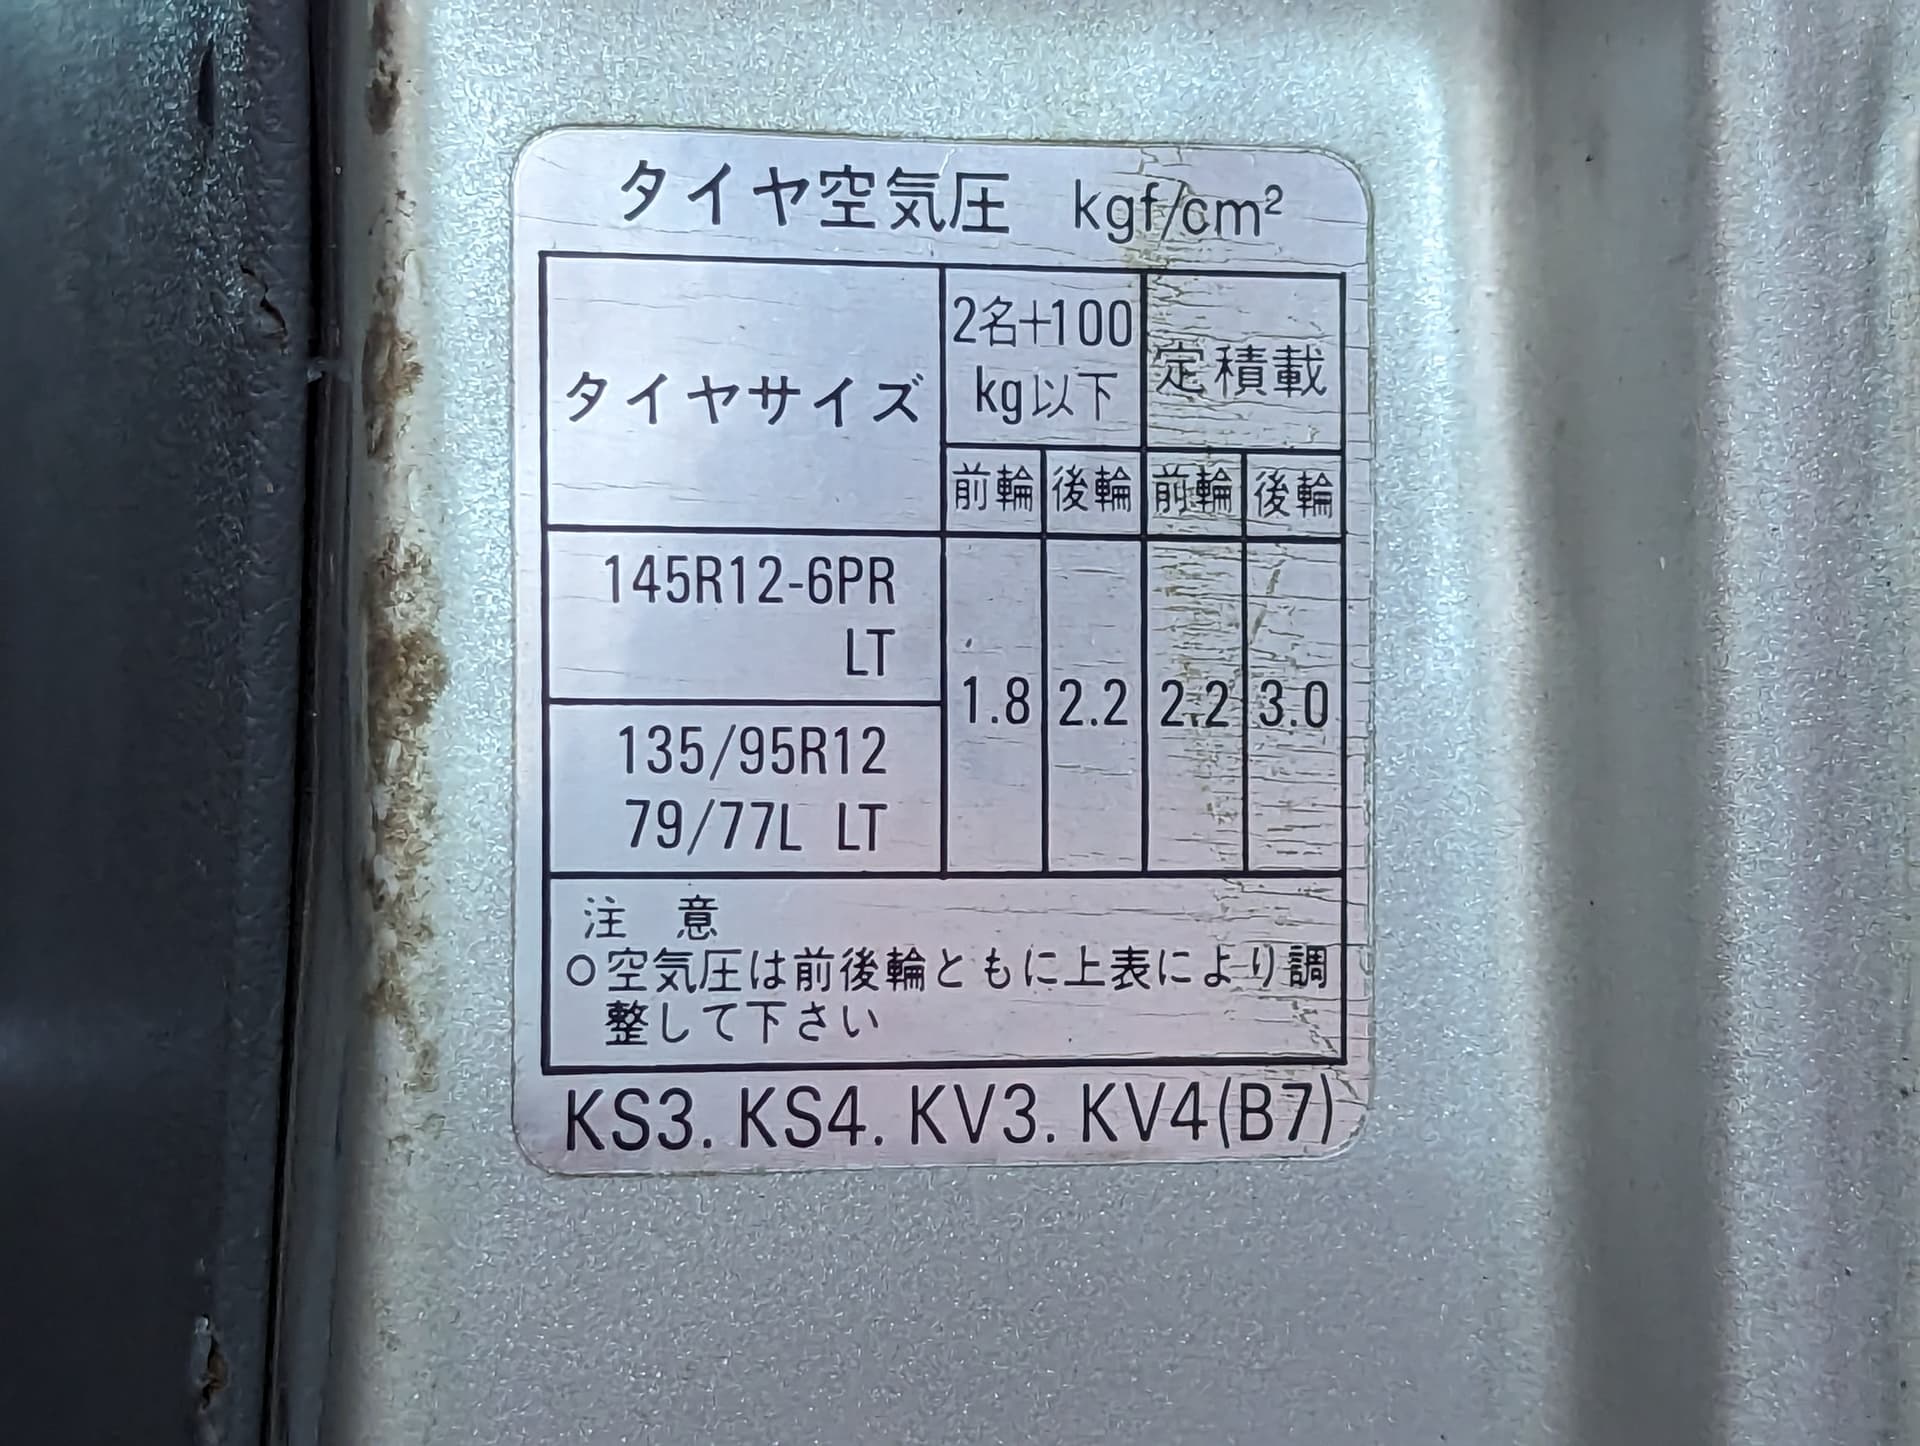 タイヤ空気圧 kgf/cm²
タイヤサイズ
2名+100
kg以下
定積載
前輪 後輪 前輪 後輪
145R12-6PR
LT
1.8 2.2 2.2 3.0
135/95R12
79/77L LT
注 意
○空気圧は前後輪ともに上表により調
整して下さい
KS3. KS4. KV3. KV4(B7)